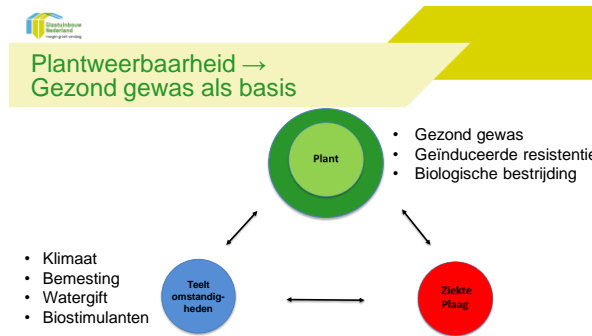 Glastuinbouw
Nederland
Plantweerbaarheid →
Gezond gewas als basis
Plant
• Gezond gewas
• Geïnduceerde resistentie
• Biologische bestrijding
• Klimaat
• Bemesting
• Watergift
• Biostimulanten
Teelt
omstandig-
heden
Ziekte
Plaag